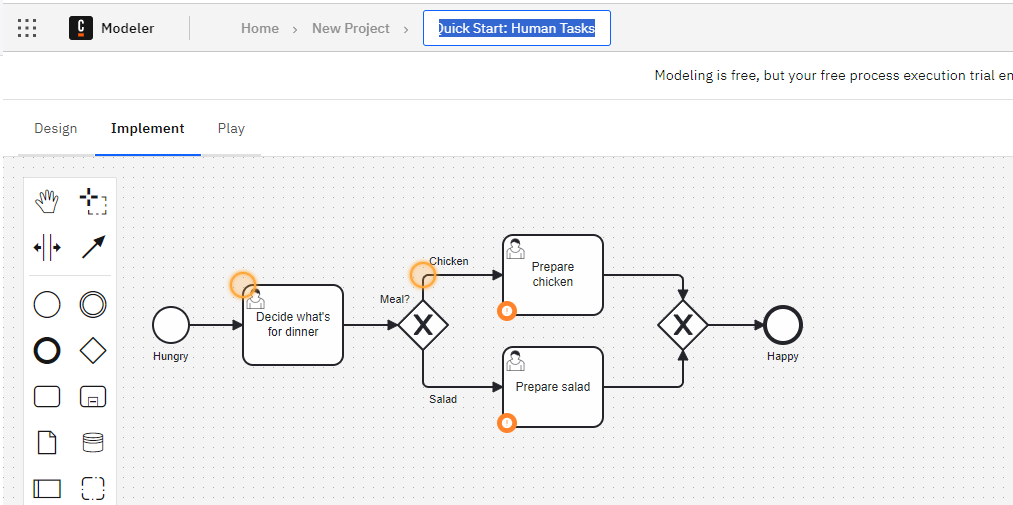 C Modeler
Home > New Project > Quick Start: Human Tasks
Modeling is free, but your free process execution trial
Design Implement Play
Chicken
Prepare
chicken
Meal?
Decide what's
for dinner
X
X
Hungry
Happy
Prepare salad
Salad